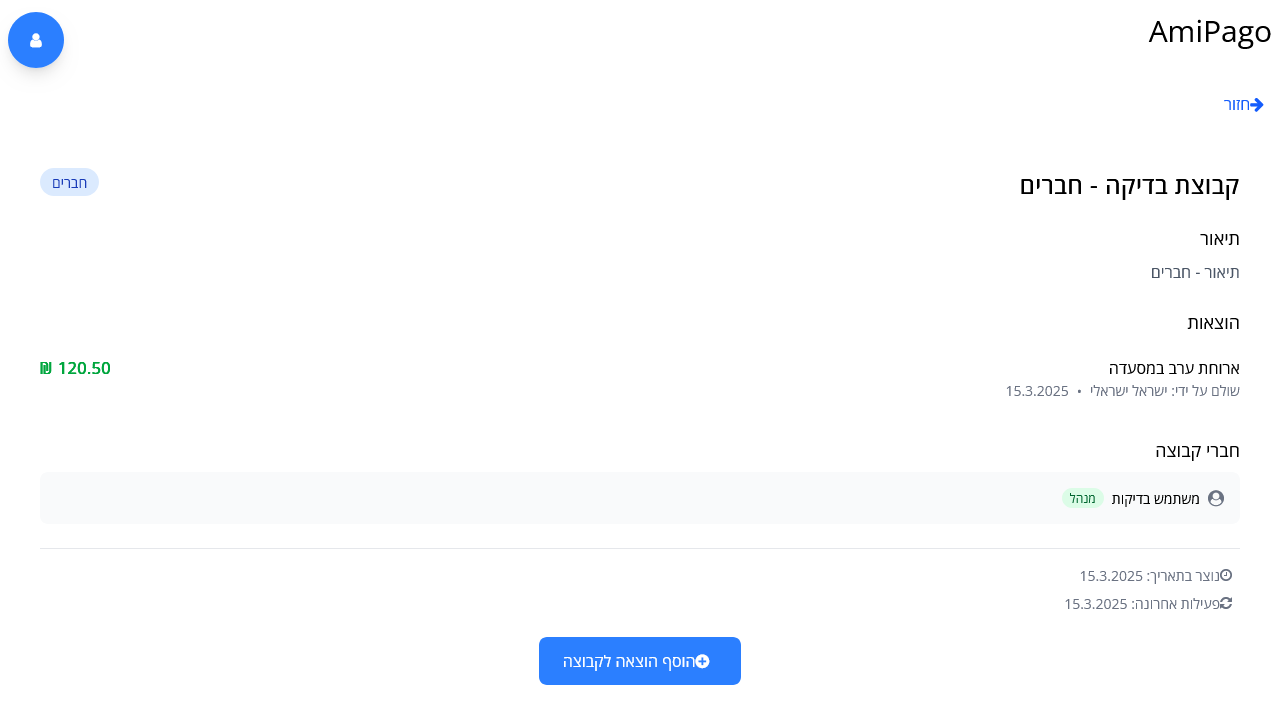 AmiPago
חזור
קבוצת בדיקה - חברים
חברים
תיאור
תיאור - חברים
הוצאות
ארוחת ערב במסעדה
120.50 ₪
שולם על ידי: ישראל ישראלי • 15.3.2025
חברי קבוצה
משתמש בדיקות מנהל
נוצר בתאריך: 15.3.2025
פעילות אחרונה: 15.3.2025
הוסף הוצאה לקבוצה